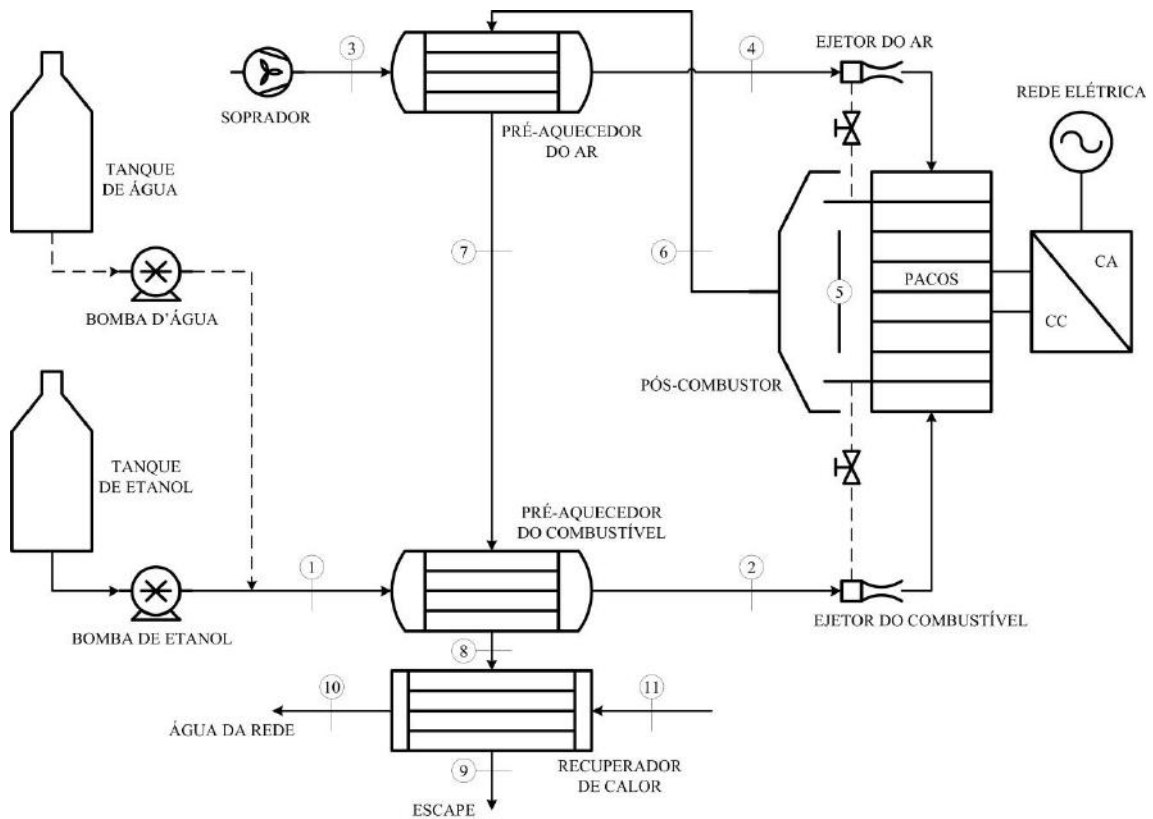 3
4
EJETOR DO AR
REDE ELÉTRICA
SOPRADOR
PRÉ-AQUECEDOR
DO AR
TANQUE
DE ÁGUA
7
6
5
PACOS
CA
CC
BOMBA D’ÁGUA
PÓS-COMBUSTOR
TANQUE
DE ETANOL
PRÉ-AQUECEDOR
DO COMBUSTÍVEL
1
2
BOMBA DE ETANOL
EJETOR DO COMBUSTÍVEL
8
10
11
ÁGUA DA REDE
9
RECUPERADOR
DE CALOR
ESCAPE